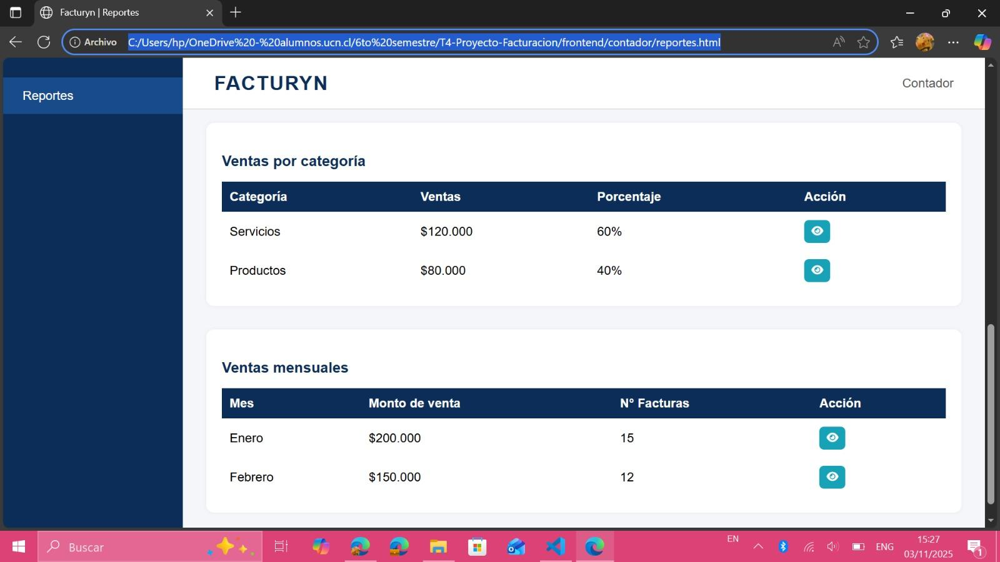 Facturyn | Reportes
Archivo
C:/Users/hp/OneDrive%20-%20alumnos.ucn.cl/6to%20semestre/T4-Proyecto-Facturacion/frontend/contador/reportes.html
Reportes
FACTURYN
Contador
Ventas por categoría
Categoría Ventas Porcentaje Acción
Servicios $120.000 60%
Productos $80.000 40%
Ventas mensuales
Mes Monto de venta N° Facturas Acción
Enero $200.000 15
Febrero $150.000 12
Buscar
EN
ENG
15:27
03/11/2025
1